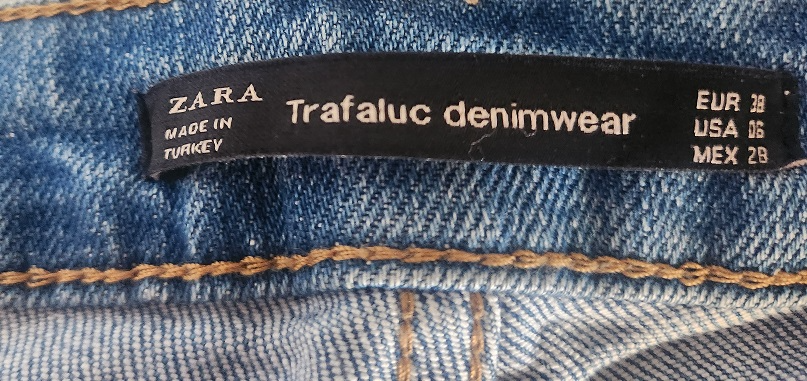 ZARA
MADE IN
TURKEY
Trafaluc denimwear
EUR 38
USA 06
MEX 28